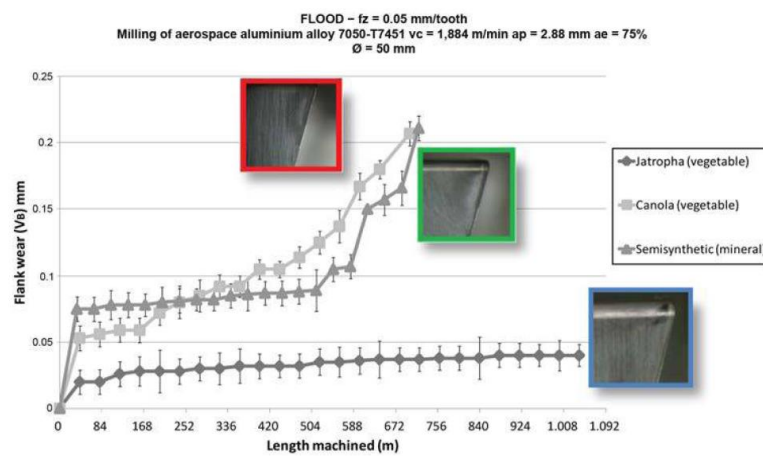 FLOOD – fz = 0.05 mm/tooth
Milling of aerospace aluminium alloy 7050-T7451 vc = 1,884 m/min ap = 2.88 mm ae = 75%
Ø = 50 mm
Flank wear (VB) mm
0.25
0.2
0.15
0.1
0.05
0
0 84 168 252 336 420 504 588 672 756 840 924 1.008 1.092
Length machined (m)
Jatropha (vegetable)
Canola (vegetable)
Semisynthetic (mineral)